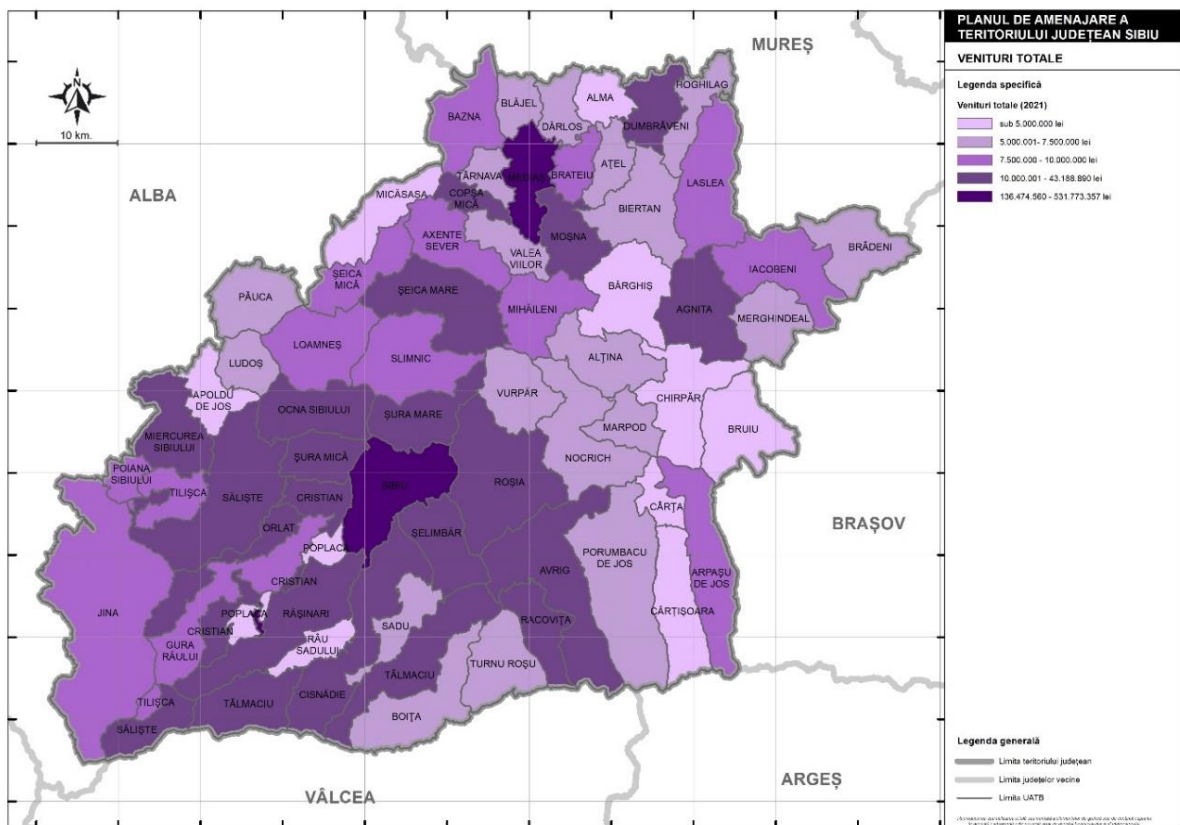 PLANUL DE AMENAJARE A
TERITORIULUI JUDEȚEAN SIBIU
VENITURI TOTALE
Legenda specifică
Venituri totale (2021)
sub 5.000.000 lei
5.000.001- 7.500.000 lei
7.500.000 - 10.000.000 lei
10.000.001 - 43.188.890 lei
136.474.560 - 531.773.357 lei
N
10 km.
MUREȘ
ALBA
BRAȘOV
ARGEȘ
VÂLCEA
HOGHILAG
BLĂJEL
ALMA
BAZNA
DÂRLOS
DUMBRĂVENI
TÂRNAVA
MEDIAȘ
BRATEIU
AȚEL
LASLEA
MICĂSASA
COPȘA
MICĂ
BIERTAN
AXENTE
SEVER
MOȘNA
BRĂDENI
VALEA
VIILOR
ȘEICA
MICĂ
IACOBENI
BÂRGHIȘ
ȘEICA MARE
PĂUCA
MIHĂILENI
AGNITA
MERGHINDEAL
LOAMNEȘ
SLIMNIC
ALȚINA
LUDOȘ
APOLDU
DE JOS
VURPĂR
CHIRPĂR
OCNA SIBIULUI
ȘURA MARE
MARPOD
BRUIU
MIERCUREA
SIBIULUI
ȘURA MICĂ
NOCRICH
POIANA
SIBIULUI
SIBIU
ROȘIA
TILIȘCA
SĂLIȘTE
CRISTIAN
CÂRȚA
ORLAT
ȘELIMBĂR
POPLACA
PORUMBACU
DE JOS
AVRIG
ARPAȘU
DE JOS
CRISTIAN
JINA
POPLACA
RĂȘINARI
CÂRȚIȘOARA
RACOVIȚA
SADU
CRISTIAN
GURA
RÂULUI
RÂU
SADULUI
TURNU ROȘU
TĂLMACIU
CISNĂDIE
TILIȘCA
TĂLMACIU
BOIȚA
SĂLIȘTE
Legenda generală
Limita teritoriului județean
Limita județelor vecine
Limita UATB